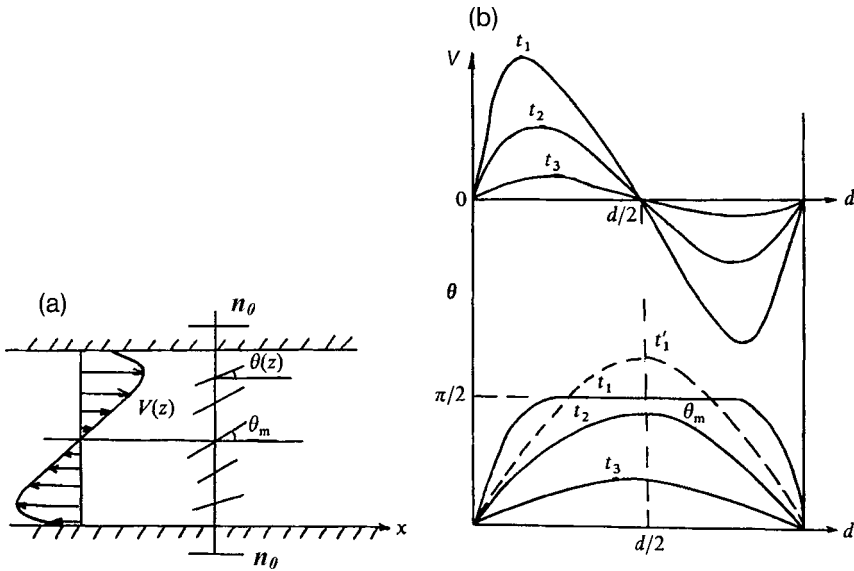 (a)
n₀
θ(z)
V(z)
θₘ
x
n₀
(b)
V
t₁
t₂
t₃
0
d/2
d
θ
t′₁
π/2
t₁
t₂
θₘ
t₃
d/2
d